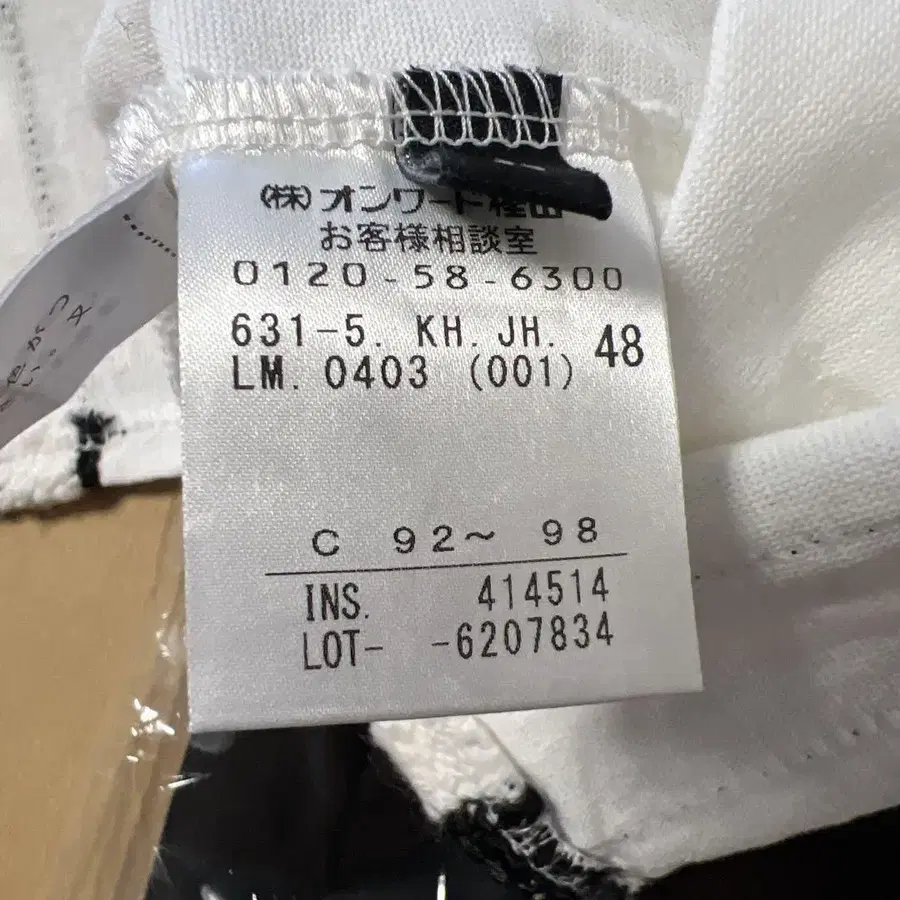 (株)オンワード樫山
お客様相談室
0120-58-6300
631-5. KH. JH. 48
LM. 0403 (001)
C 92～ 98
INS. 414514
LOT- -6207834